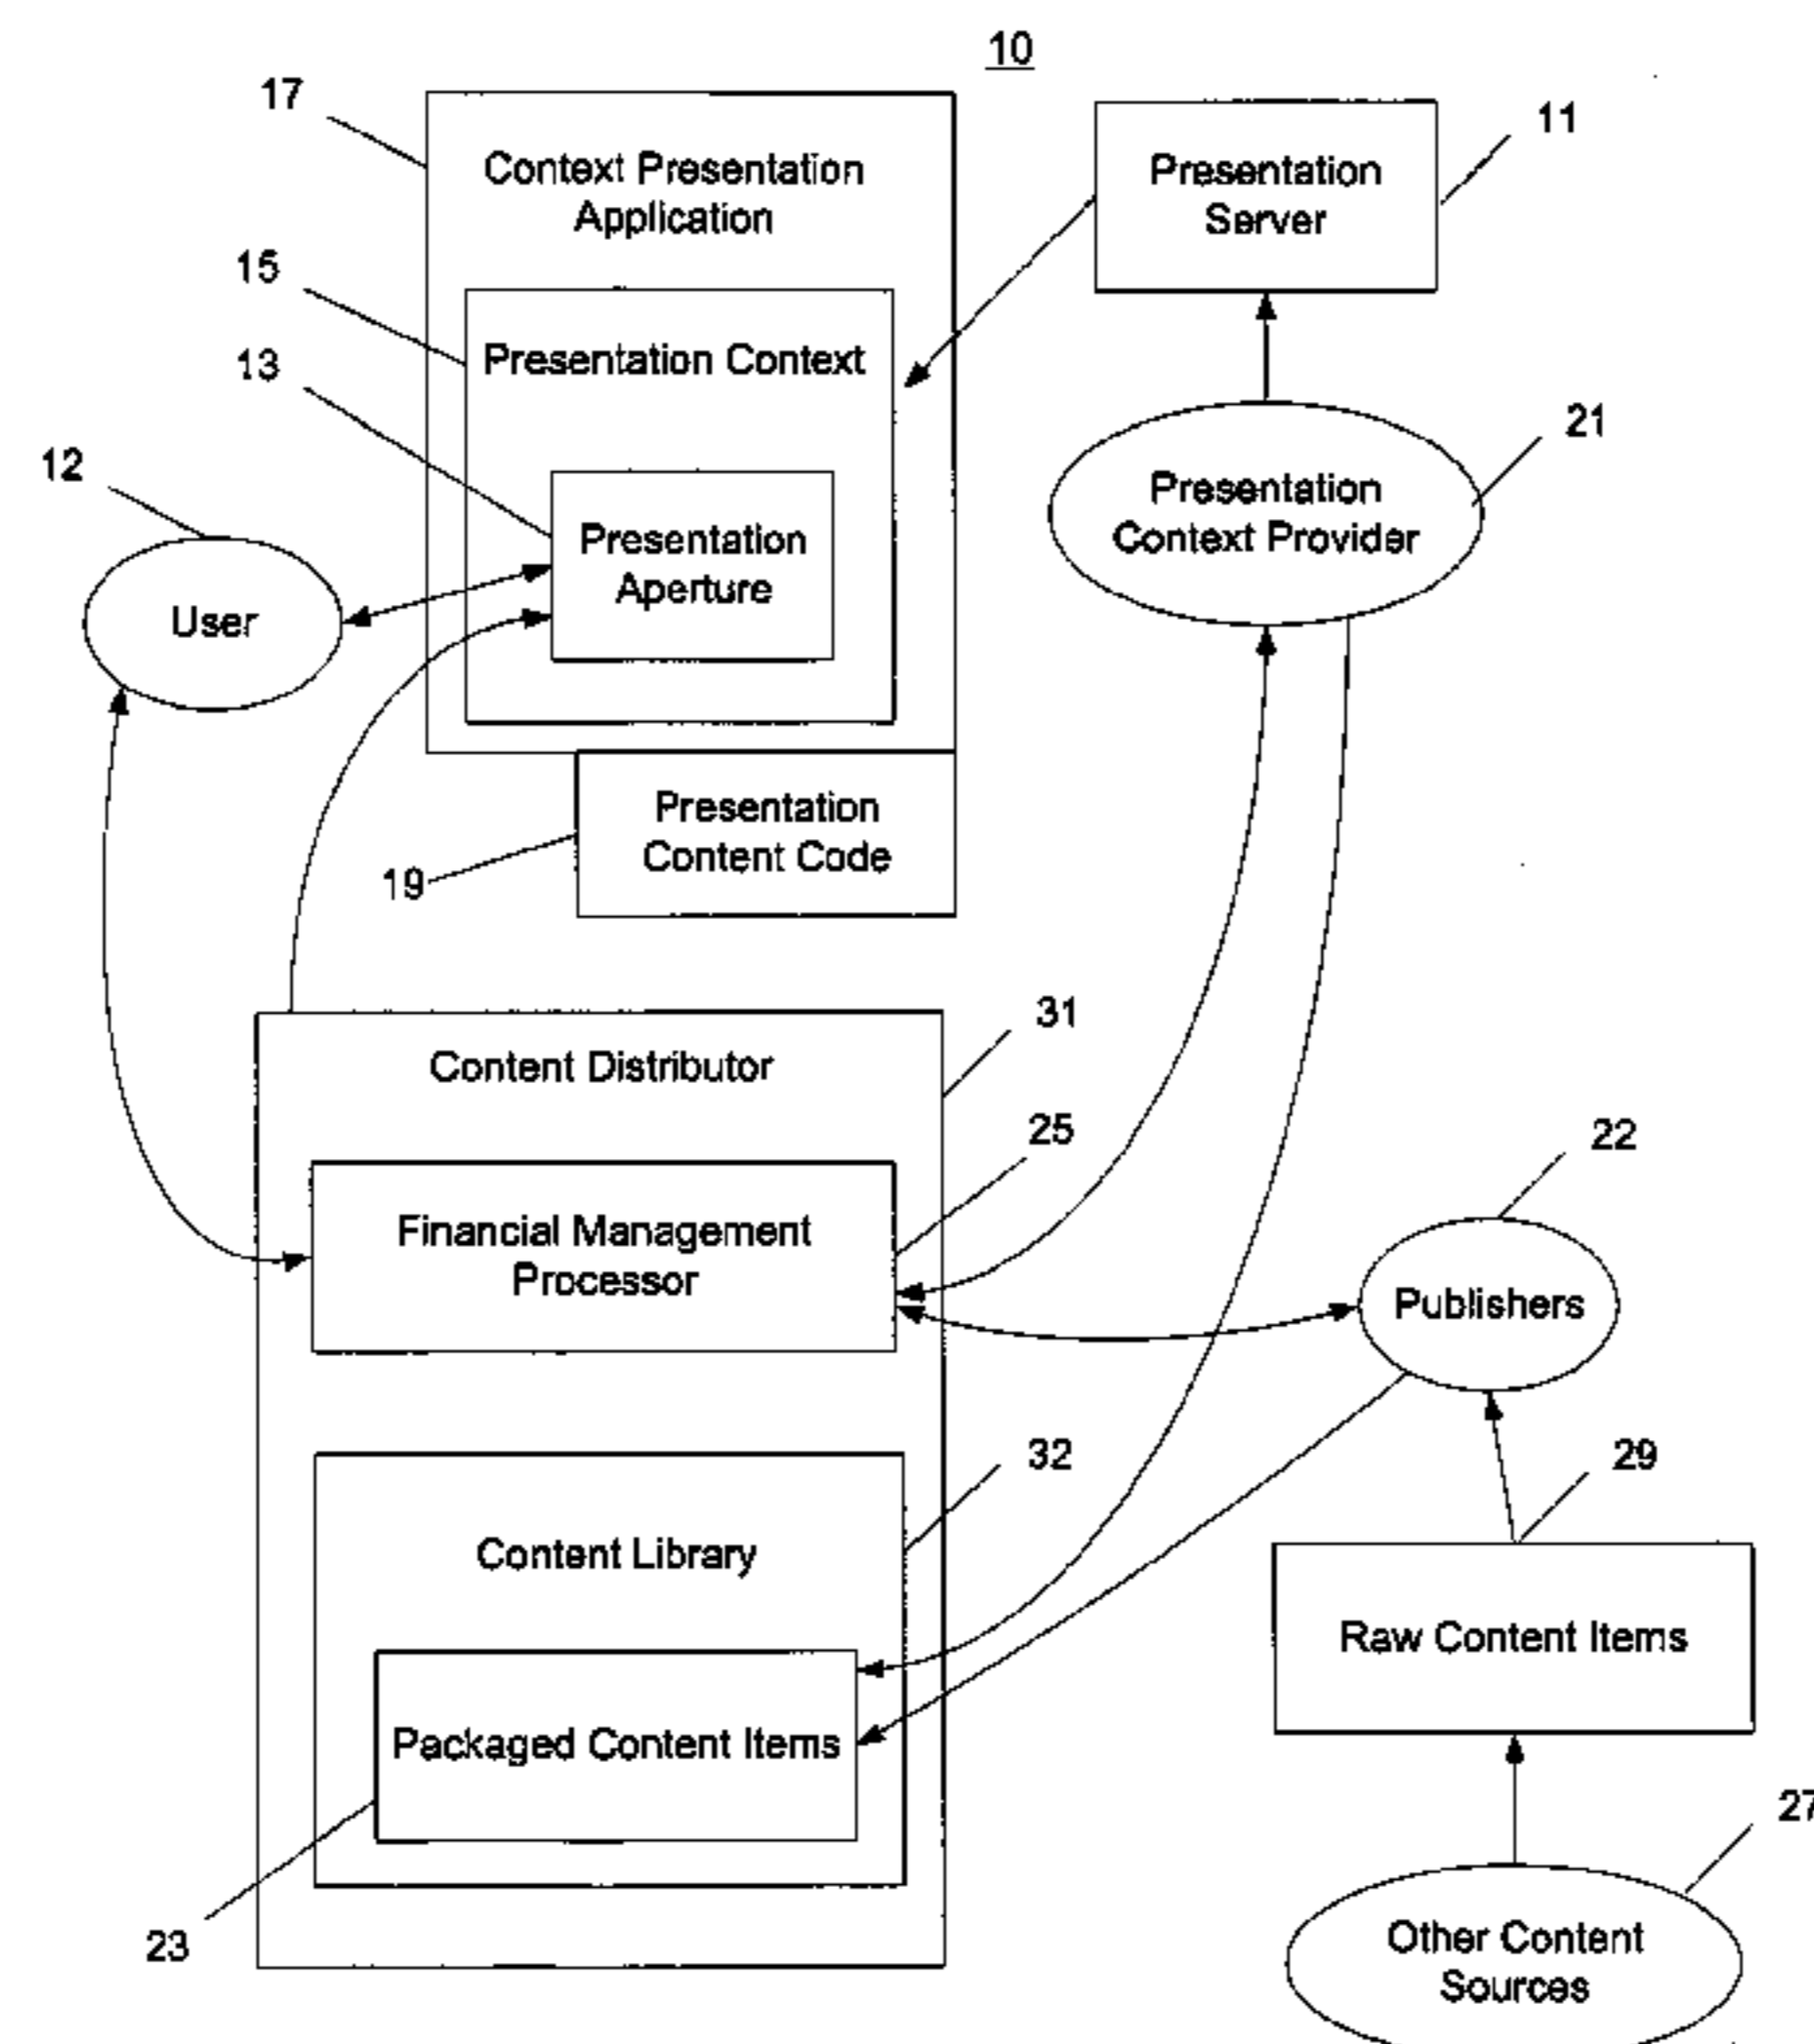 10
17
Context Presentation
Application
11
Presentation
Server
15
Presentation Context
13
21
Presentation
Context Provider
12
User
Presentation
Aperture
Presentation
Content Code
19
31
Content Distributor
25
Financial Management
Processor
22
Publishers
32
Content Library
29
Raw Content Items
Packaged Content Items
23
27
Other Content
Sources